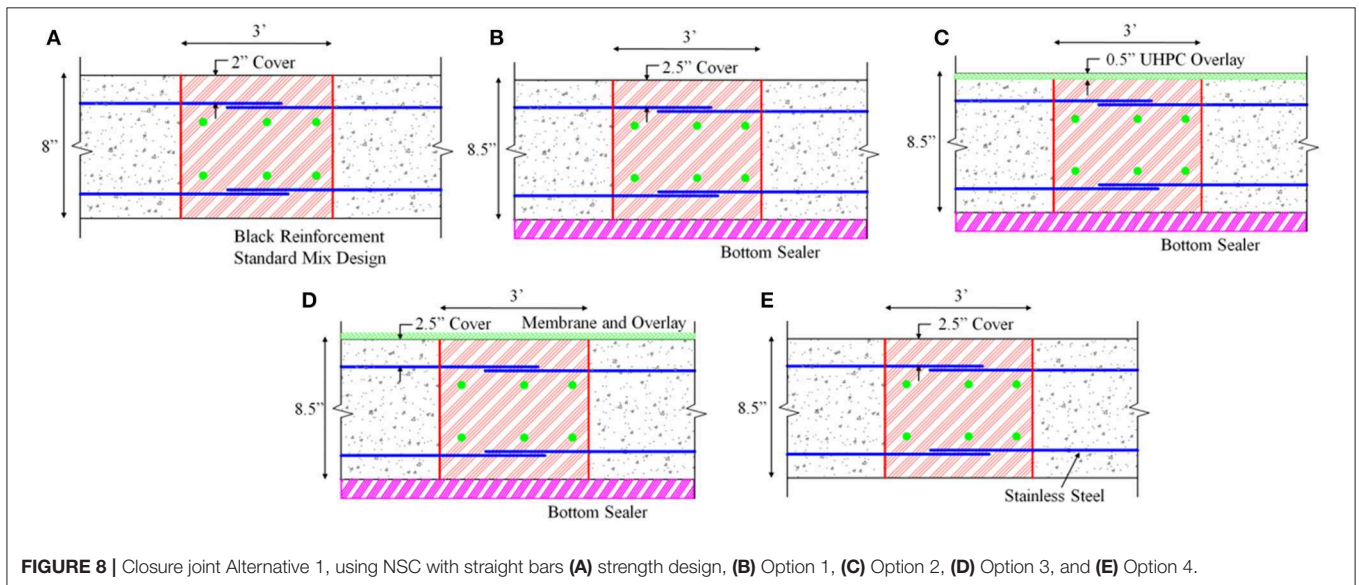 A
3'
2” Cover
8”
Black Reinforcement
Standard Mix Design
B
3'
2.5” Cover
8.5”
Bottom Sealer
C
3'
0.5” UHPC Overlay
8.5”
Bottom Sealer
D
3'
2.5” Cover
Membrane and Overlay
8.5”
Bottom Sealer
E
3'
2.5” Cover
8.5”
Stainless Steel
FIGURE 8 | Closure joint Alternative 1, using NSC with straight bars (A) strength design, (B) Option 1, (C) Option 2, (D) Option 3, and (E) Option 4.